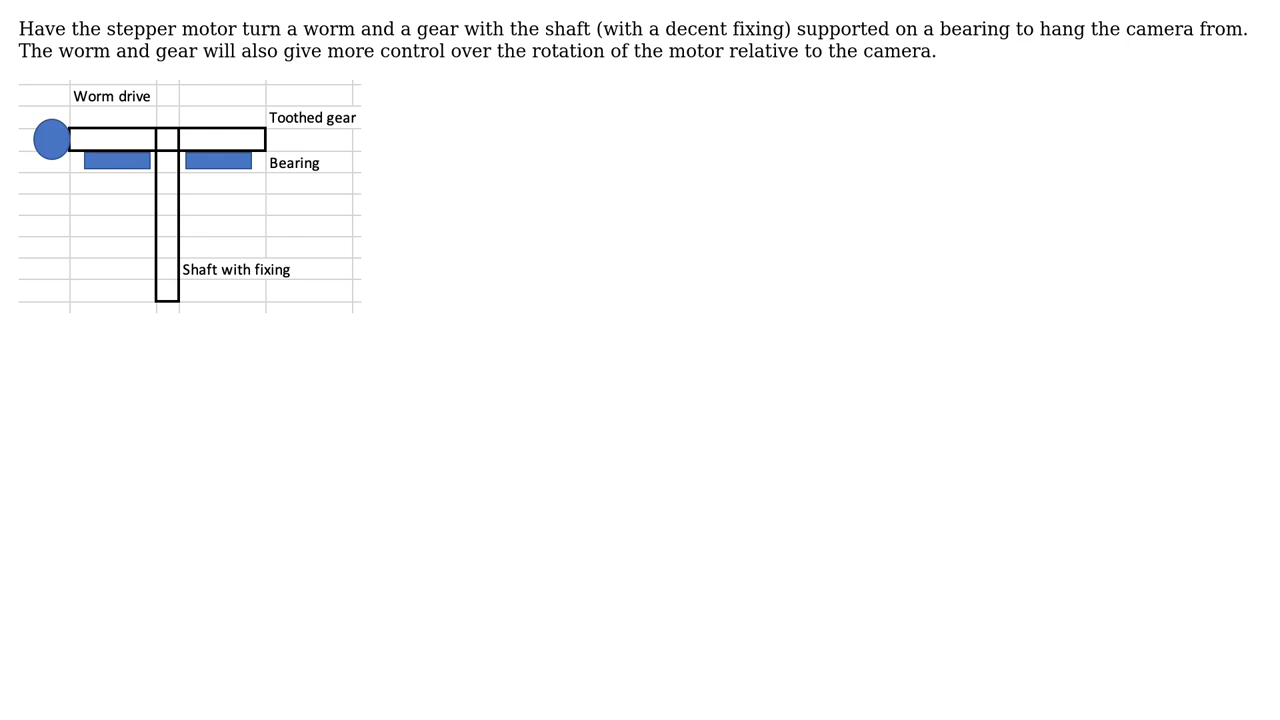 Have the stepper motor turn a worm and a gear with the shaft (with a decent fixing) supported on a bearing to hang the camera from.
The worm and gear will also give more control over the rotation of the motor relative to the camera.
Worm drive
Toothed gear
Bearing
Shaft with fixing